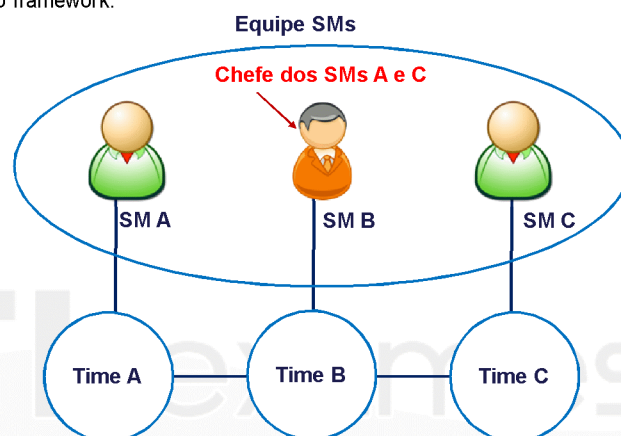 o framework.
Equipe SMs
Chefe dos SMs A e C
SM A
SM B
SM C
Time A
Time B
Time C